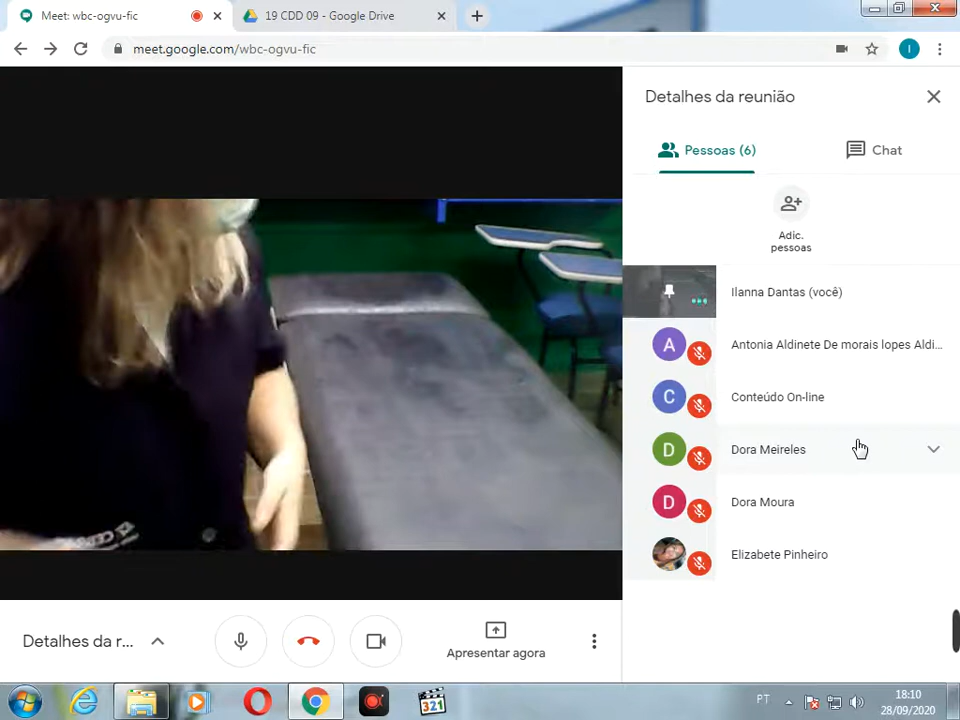 Meet: wbc-ogvu-fic
19 CDD 09 - Google Drive
meet.google.com/wbc-ogvu-fic
I
Detalhes da reunião
Pessoas (6)
Chat
Adic.
pessoas
Ilanna Dantas (você)
A
Antonia Aldinete De morais lopes Aldi...
C
Conteúdo On-line
D
Dora Meireles
D
Dora Moura
Elizabete Pinheiro
Detalhes da r...
Apresentar agora
321
PT
18:10
28/09/2020